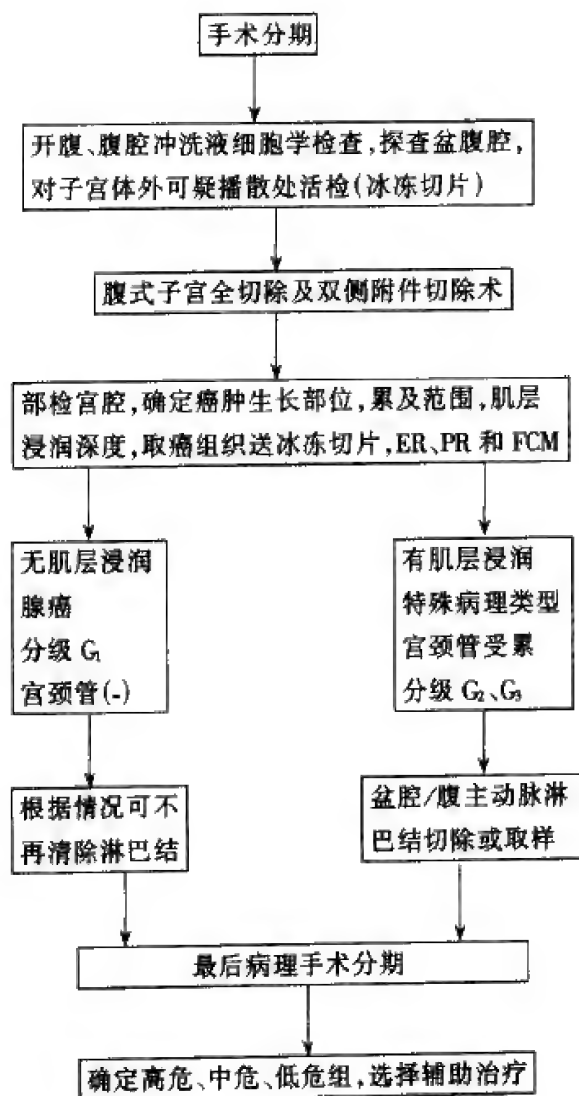 手术分期
开腹、腹腔冲洗液细胞学检查,探查盆腹腔,
对子宫体外可疑播散处活检(冰冻切片)
腹式子宫全切除及双侧附件切除术
部检宫腔,确定癌肿生长部位,累及范围,肌层
浸润深度,取癌组织送冰冻切片,ER、PR 和 FCM
无肌层浸润
腺癌
分级 G₁
宫颈管(-)
有肌层浸润
特殊病理类型
宫颈管受累
分级 G₂、G₃
根据情况可不
再清除淋巴结
盆腔/腹主动脉淋
巴结切除或取样
最后病理手术分期
确定高危、中危、低危组,选择辅助治疗